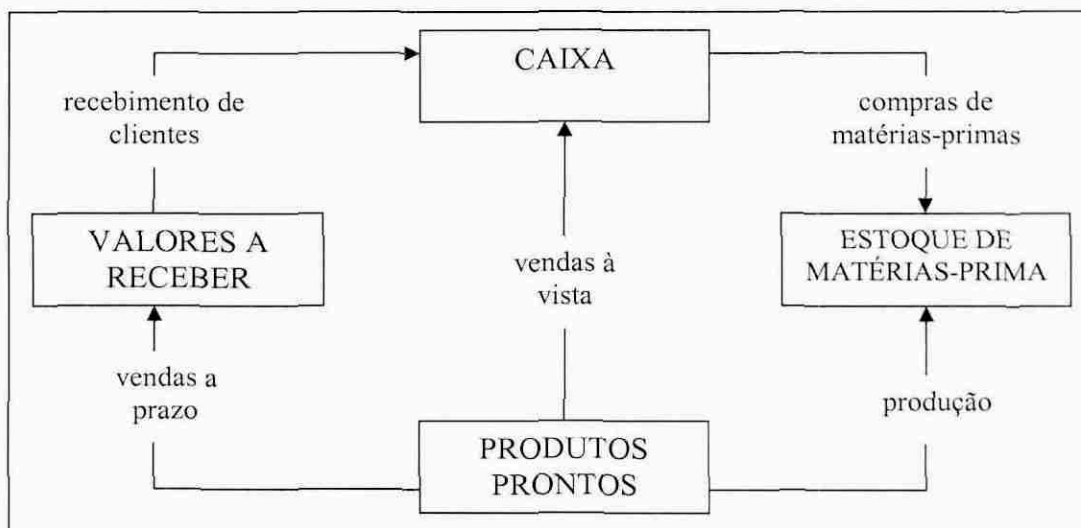 CAIXA
recebimento de
clientes
compras de
matérias-primas
VALORES A
RECEBER
vendas à
vista
ESTOQUE DE
MATÉRIAS-PRIMA
vendas a
prazo
produção
PRODUTOS
PRONTOS